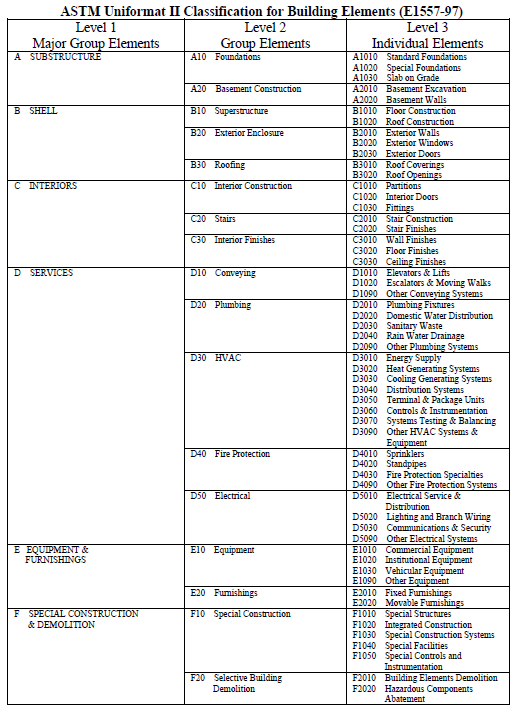 ASTM Uniformat II Classification for Building Elements (E1557-97)
Level 1 Level 2 Level 3
Major Group Elements Group Elements Individual Elements
A SUBSTRUCTURE A10 Foundations A1010 Standard Foundations
A1020 Special Foundations
A1030 Slab on Grade
A20 Basement Construction A2010 Basement Excavation
A2020 Basement Walls
B SHELL B10 Superstructure B1010 Floor Construction
B1020 Roof Construction
B20 Exterior Enclosure B2010 Exterior Walls
B2020 Exterior Windows
B2030 Exterior Doors
B30 Roofing B3010 Roof Coverings
B3020 Roof Openings
C INTERIORS C10 Interior Construction C1010 Partitions
C1020 Interior Doors
C1030 Fittings
C20 Stairs C2010 Stair Construction
C2020 Stair Finishes
C30 Interior Finishes C3010 Wall Finishes
C3020 Floor Finishes
C3030 Ceiling Finishes
D SERVICES D10 Conveying D1010 Elevators & Lifts
D1020 Escalators & Moving Walks
D1090 Other Conveying Systems
D20 Plumbing D2010 Plumbing Fixtures
D2020 Domestic Water Distribution
D2030 Sanitary Waste
D2040 Rain Water Drainage
D2090 Other Plumbing Systems
D30 HVAC D3010 Energy Supply
D3020 Heat Generating Systems
D3030 Cooling Generating Systems
D3040 Distribution Systems
D3050 Terminal & Package Units
D3060 Controls & Instrumentation
D3070 Systems Testing & Balancing
D3090 Other HVAC Systems &
Equipment
D40 Fire Protection D4010 Sprinklers
D4020 Standpipes
D4030 Fire Protection Specialties
D4090 Other Fire Protection Systems
D50 Electrical D5010 Electrical Service &
Distribution
D5020 Lighting and Branch Wiring
D5030 Communications & Security
D5090 Other Electrical Systems
E EQUIPMENT & E10 Equipment E1010 Commercial Equipment
FURNISHINGS E1020 Institutional Equipment
E1030 Vehicular Equipment
E1090 Other Equipment
E20 Furnishings E2010 Fixed Furnishings
E2020 Movable Furnishings
F SPECIAL CONSTRUCTION F10 Special Construction F1010 Special Structures
& DEMOLITION F1020 Integrated Construction
F1030 Special Construction Systems
F1040 Special Facilities
F1050 Special Controls and
Instrumentation
F20 Selective Building F2010 Building Elements Demolition
Demolition F2020 Hazardous Components
Abatement